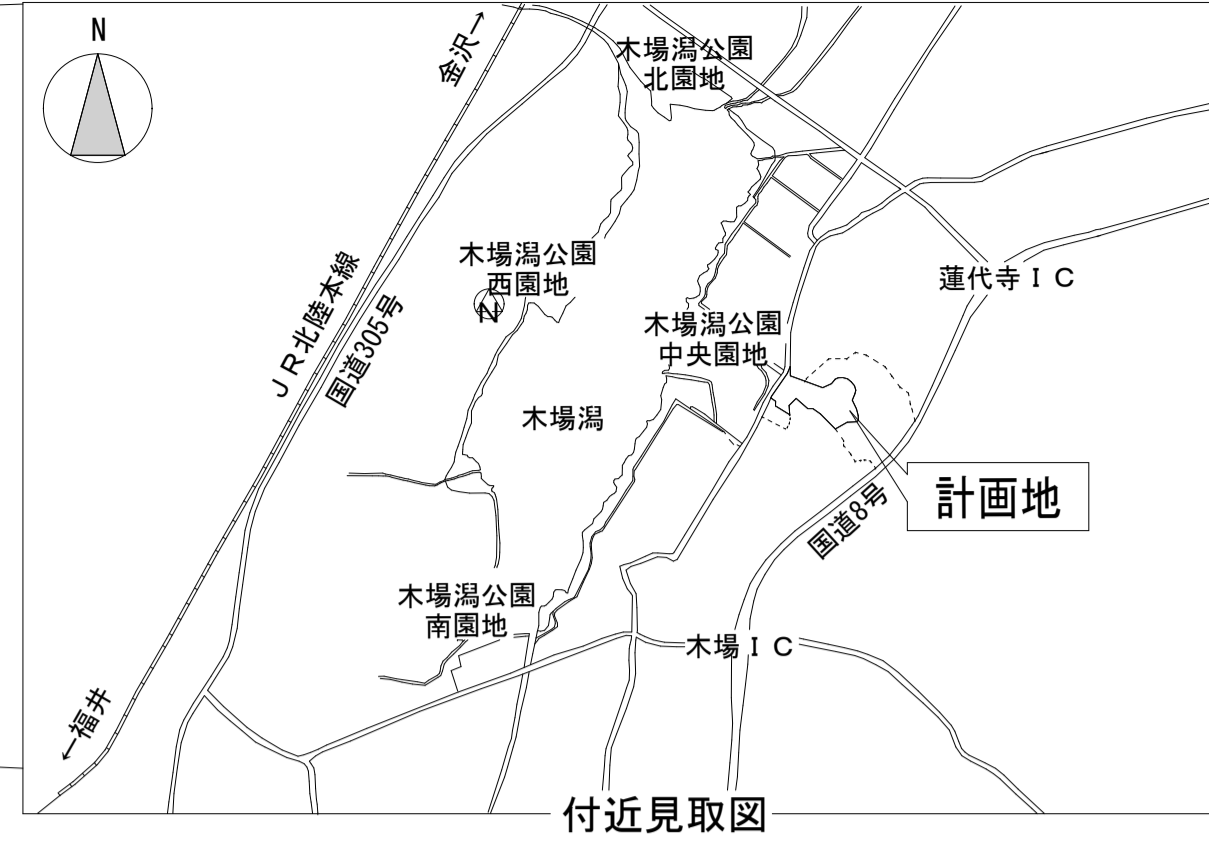 N
金沢→
木場潟公園
北園地
木場潟公園
西園地
N
蓮代寺ＩＣ
ＪＲ北陸本線
国道305号
木場潟公園
中央園地
木場潟
計画地
国道8号
木場潟公園
南園地
木場ＩＣ
←福井
付近見取図